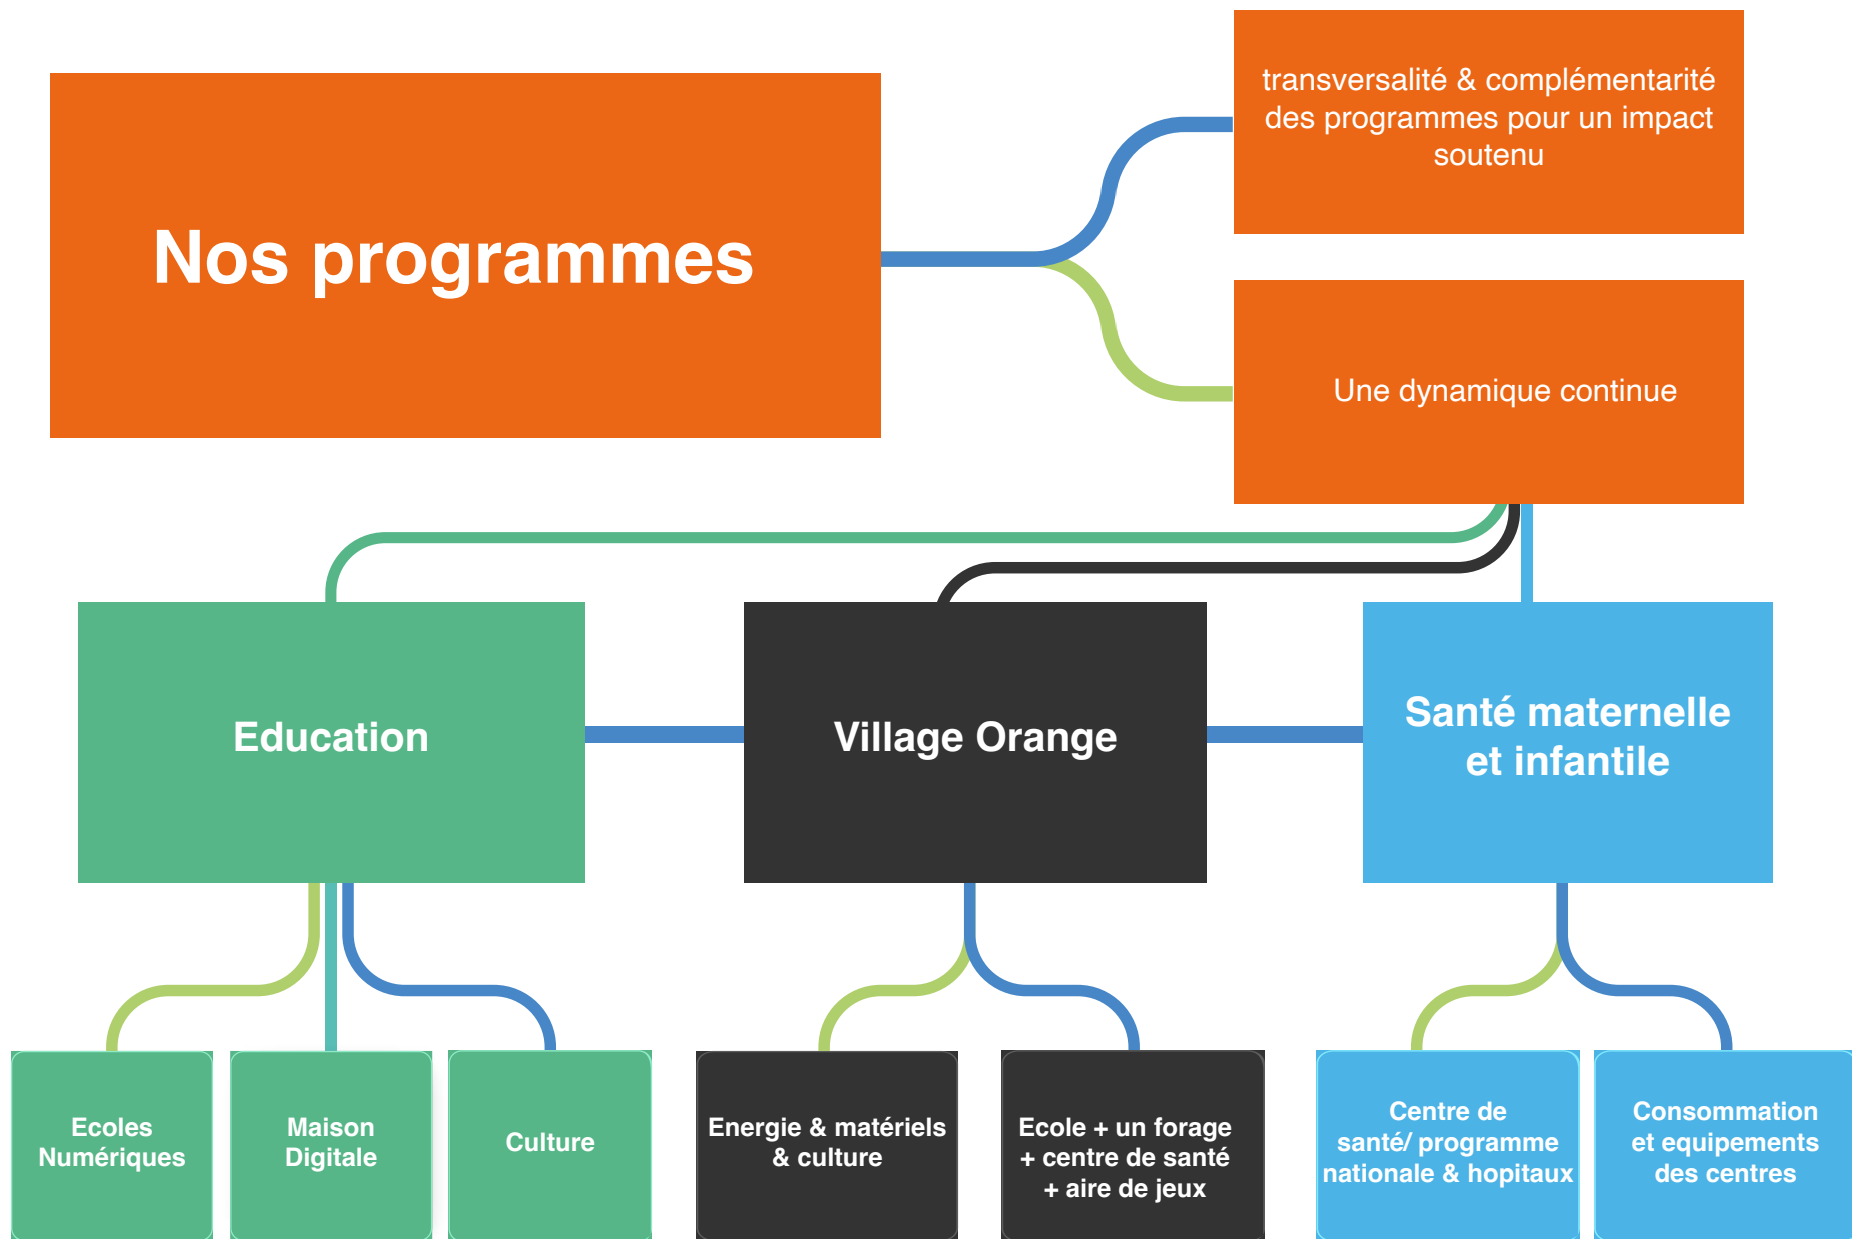 Nos programmes
transversalité & complémentarité
des programmes pour un impact
soutenu
Une dynamique continue
Education
Village Orange
Santé maternelle
et infantile
Ecoles
Numériques
Maison
Digitale
Culture
Energie & matériels
& culture
Ecole + un forage
+ centre de santé
+ aire de jeux
Centre de
santé/ programme
nationale & hopitaux
Consommation
et equipements
des centres